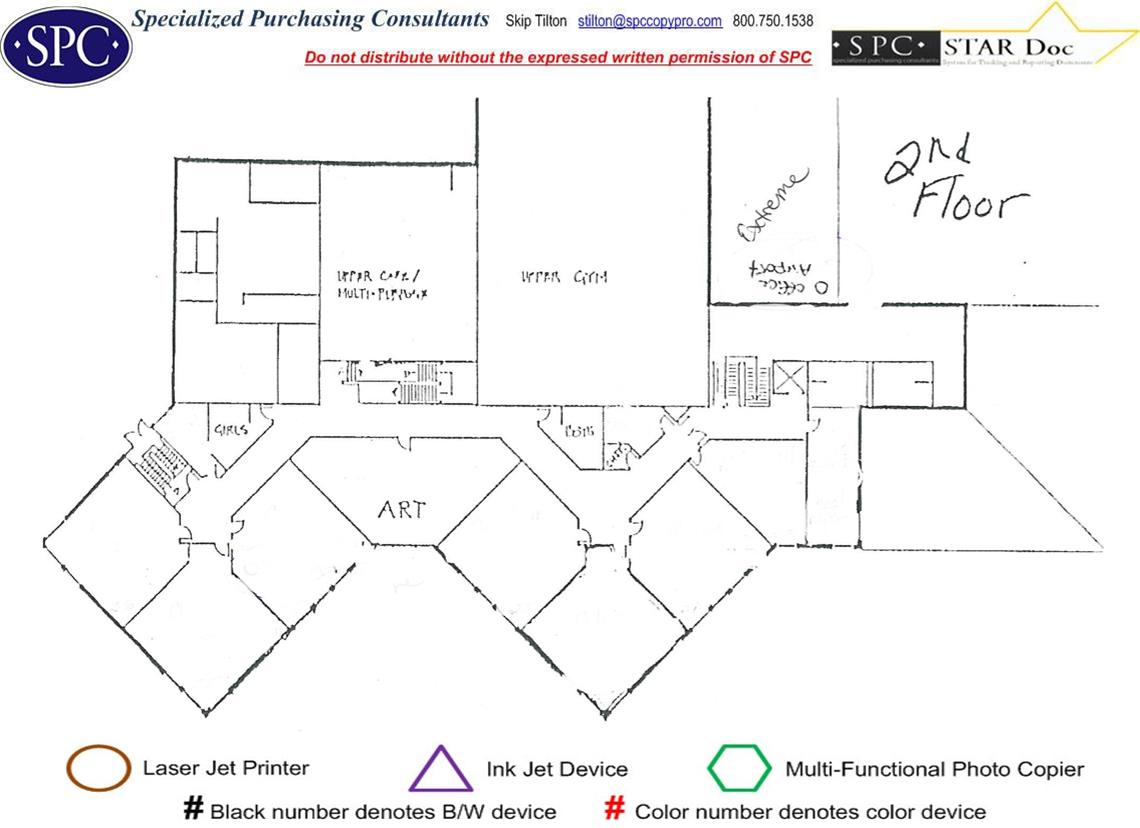 Specialized Purchasing Consultants Skip Tilton stilton@spccopypro.com 800.750.1538
·SPC·
Do not distribute without the expressed written permission of SPC
·SPC· STAR Doc
specialized purchasing consultants System for Tracking and Reporting Documents
2nd
Floor
Extreme
Airport
office
UPPER CAFE/
UPPER GYM
GIRLS
BOYS
ART
Laser Jet Printer Ink Jet Device Multi-Functional Photo Copier
# Black number denotes B/W device # Color number denotes color device